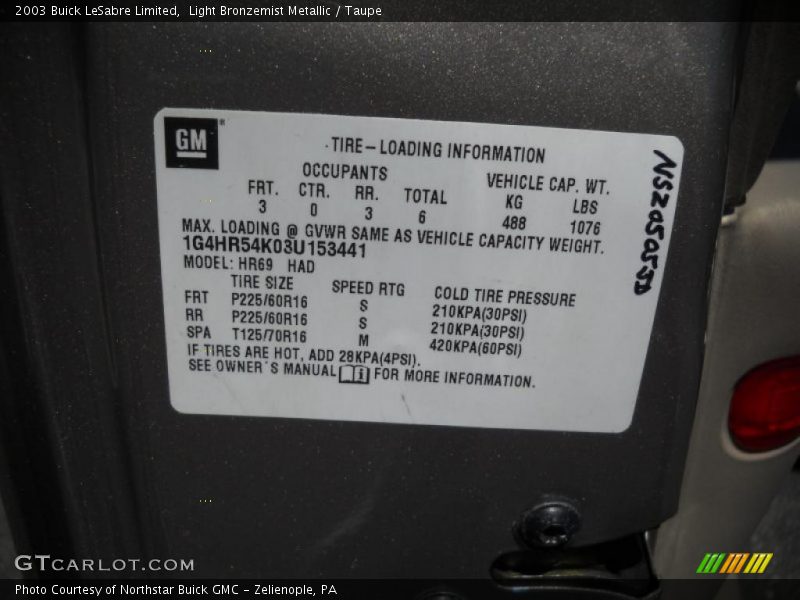 2003 Buick LeSabre Limited, Light Bronzemist Metallic / Taupe
GM
TIRE-LOADING INFORMATION
OCCUPANTS VEHICLE CAP. WT.
FRT. CTR. RR. TOTAL KG LBS
3 0 3 6 488 1076
MAX. LOADING @ GVWR SAME AS VEHICLE CAPACITY WEIGHT.
1G4HR54K03U153441
MODEL: HR69 HAD
TIRE SIZE SPEED RTG COLD TIRE PRESSURE
FRT P225/60R16 S 210KPA(30PSI)
RR P225/60R16 S 210KPA(30PSI)
SPA T125/70R16 M 420KPA(60PSI)
IF TIRES ARE HOT, ADD 28KPA(4PSI).
SEE OWNER'S MANUAL FOR MORE INFORMATION.
GTCARLOT.COM
Photo Courtesy of Northstar Buick GMC - Zelienople, PA